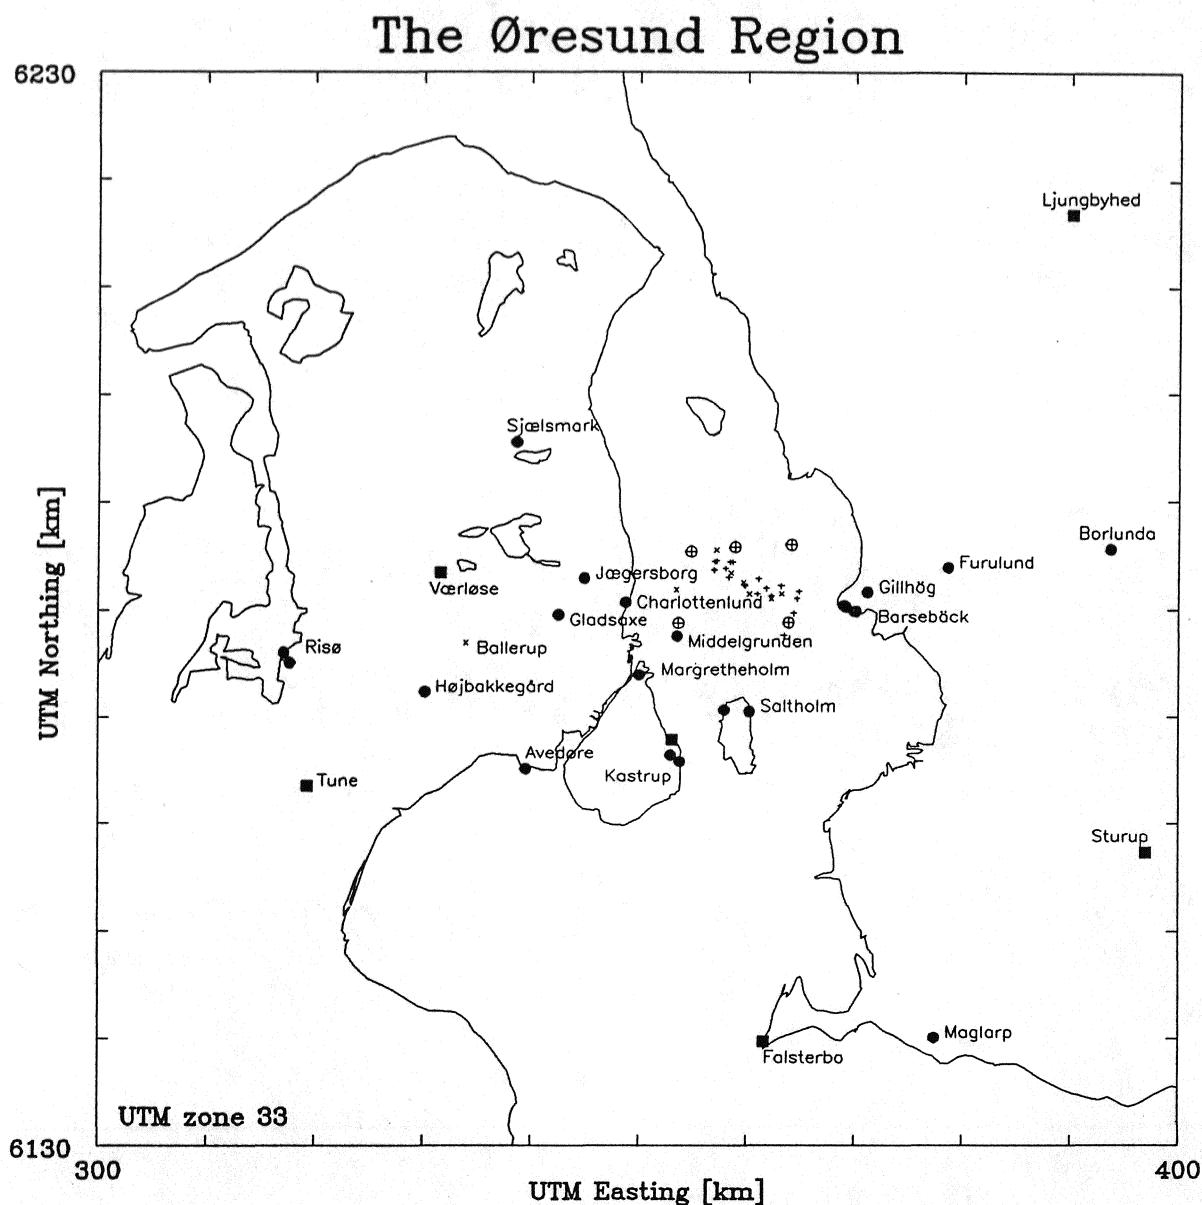 The Øresund Region
6230
Ljungbyhed
Sjælsmark
UTM Northing [km]
Borlunda
Furulund
Jægersborg
Værløse
Gillhög
Charlottenlund
Gladsaxe
Barsebäck
Middelgrunden
Risø
Ballerup
Margretheholm
Højbakkegård
Saltholm
Avedøre
Kastrup
Tune
Sturup
Maglarp
Falsterbo
UTM zone 33
6130
300
400
UTM Easting [km]